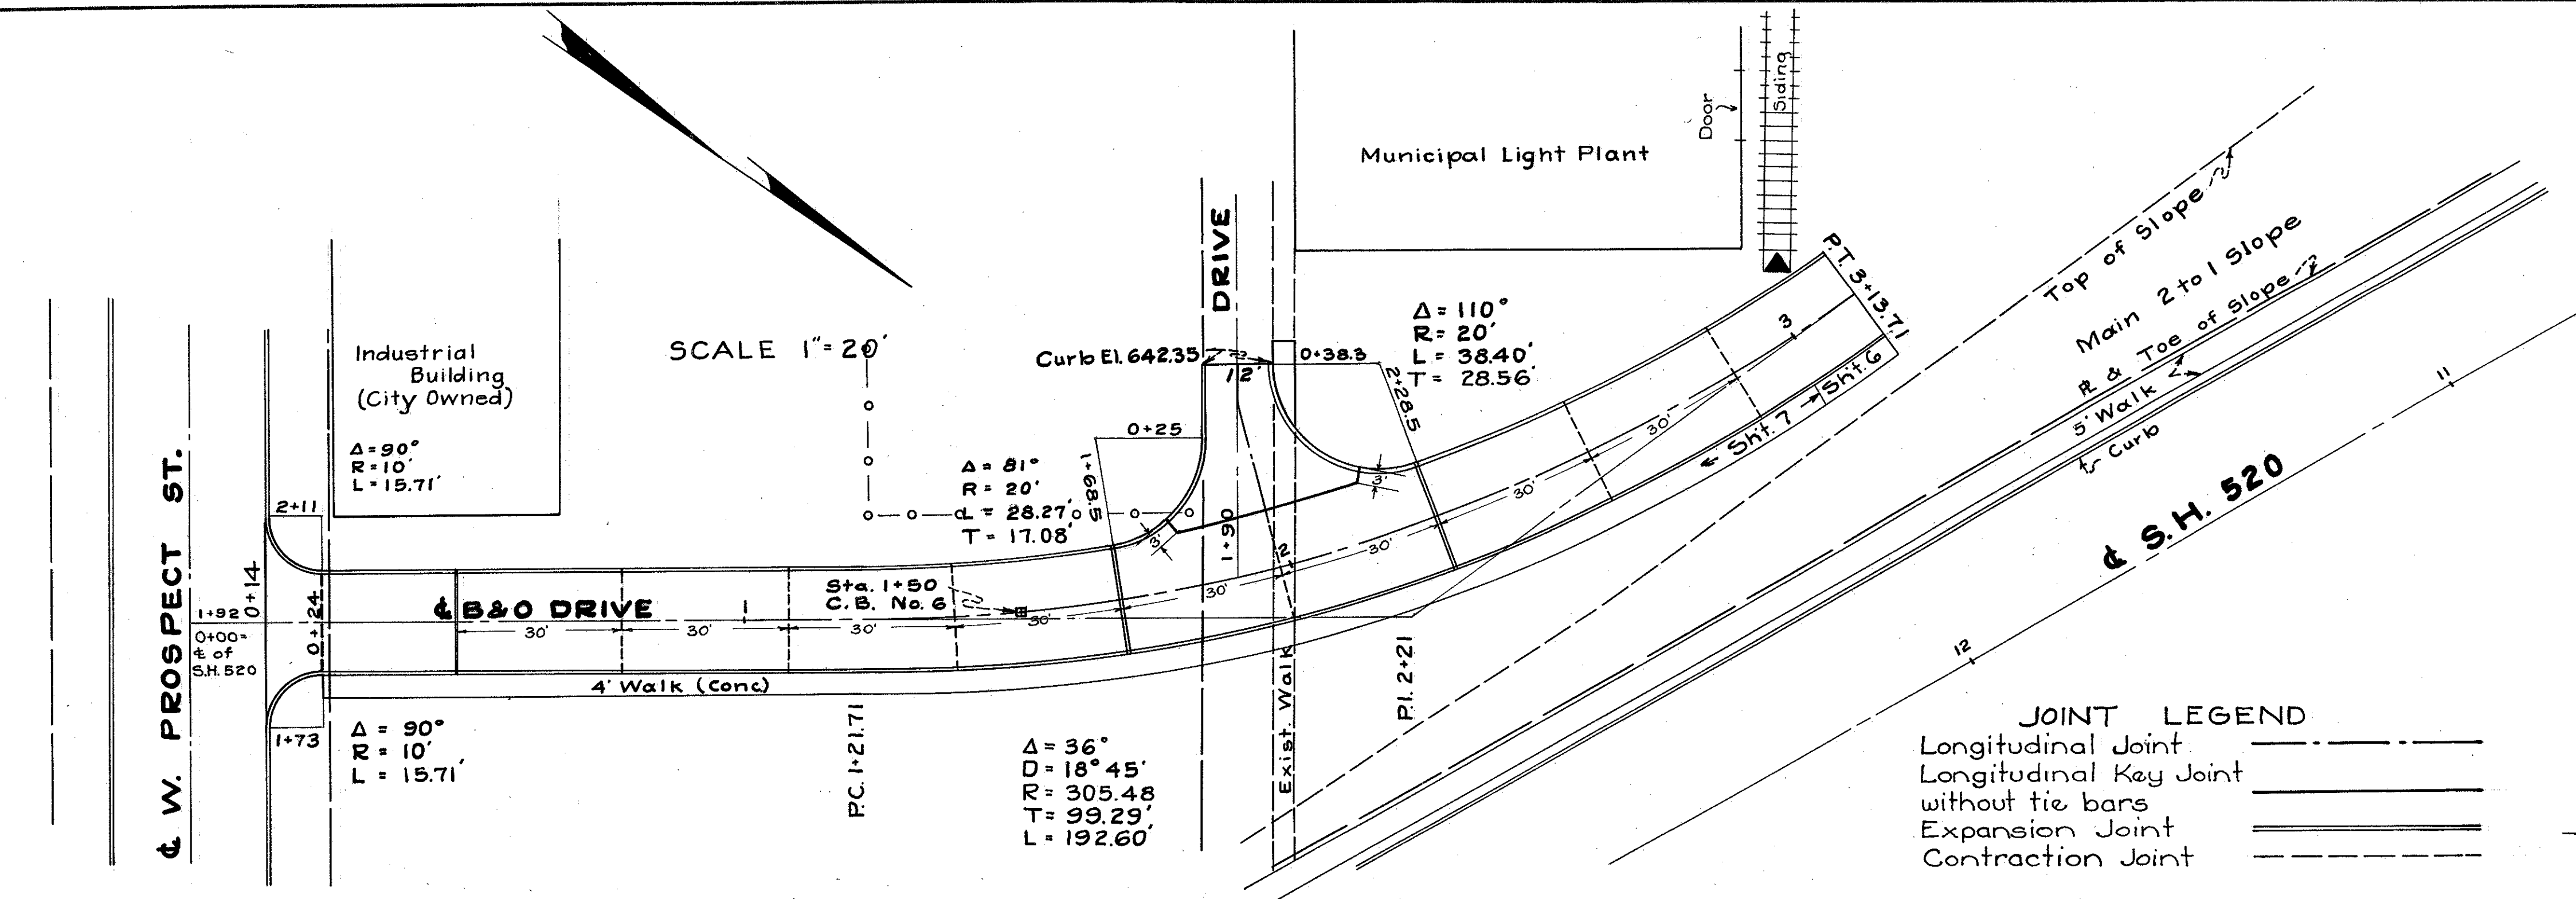 Industrial
Building
(City Owned)
Δ = 90°
R = 10'
L = 15.71'
SCALE 1" = 20'
DRIVE
Municipal Light Plant
Door
Siding
Curb El. 642.35
12'
0+38.3
Δ = 110°
R = 20'
L = 38.40'
T = 28.56'
2+28.5
P.T. 3+13.71
3
Top of Slope
Main 2 to 1 Slope
℞ & Toe of Slope
5' Walk
Curb
11
℄ S.H. 520
12
← Sht. 7 →
Sht. 6
0+25
1+68.5
Δ = 81°
R = 20'
L = 28.27'
T = 17.08'
3'
3'
1+90
2
2+11
0+14
0+24
1+92
0+00 =
℄ of
S.H. 520
℄ W. PROSPECT ST.
℄ B&O DRIVE
1
Sta. 1+50
C.B. No. 6
30'
30'
30'
30'
30'
30'
30'
30'
4' Walk (Conc)
1+73
Δ = 90°
R = 10'
L = 15.71'
P.C. 1+21.71
Δ = 36°
D = 18° 45'
R = 305.48
T = 99.29'
L = 192.60'
Exist. Walk
P.I. 2+21
JOINT LEGEND
Longitudinal Joint
Longitudinal Key Joint
without tie bars
Expansion Joint
Contraction Joint